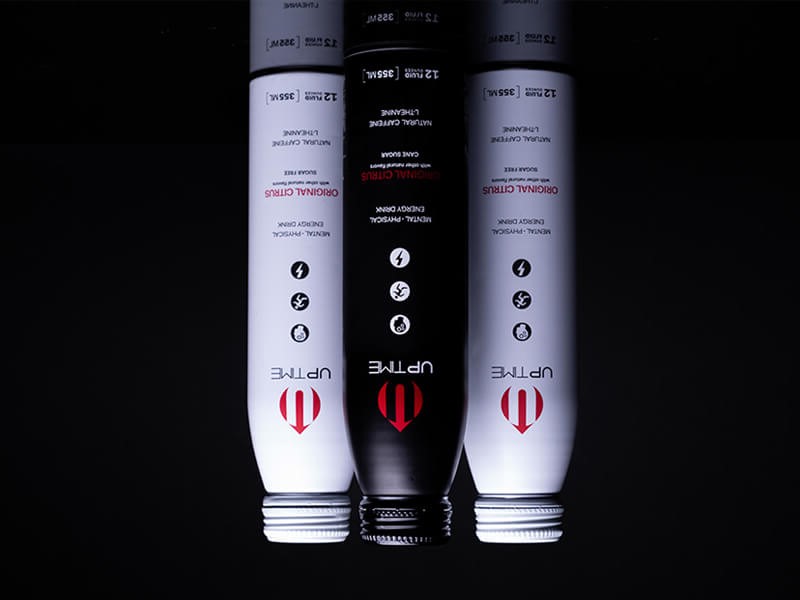 UPTIME
MENTAL • PHYSICAL
ENERGY DRINK
ORIGINAL CITRUS
with other natural flavors
SUGAR FREE
NATURAL CAFFEINE
L-THEANINE
12 FLUID OUNCES [355ML]
UPTIME
MENTAL • PHYSICAL
ENERGY DRINK
ORIGINAL CITRUS
with other natural flavors
CANE SUGAR
NATURAL CAFFEINE
L-THEANINE
12 FLUID OUNCES [355ML]
UPTIME
MENTAL • PHYSICAL
ENERGY DRINK
ORIGINAL CITRUS
with other natural flavors
SUGAR FREE
NATURAL CAFFEINE
L-THEANINE
12 FLUID OUNCES [355ML]